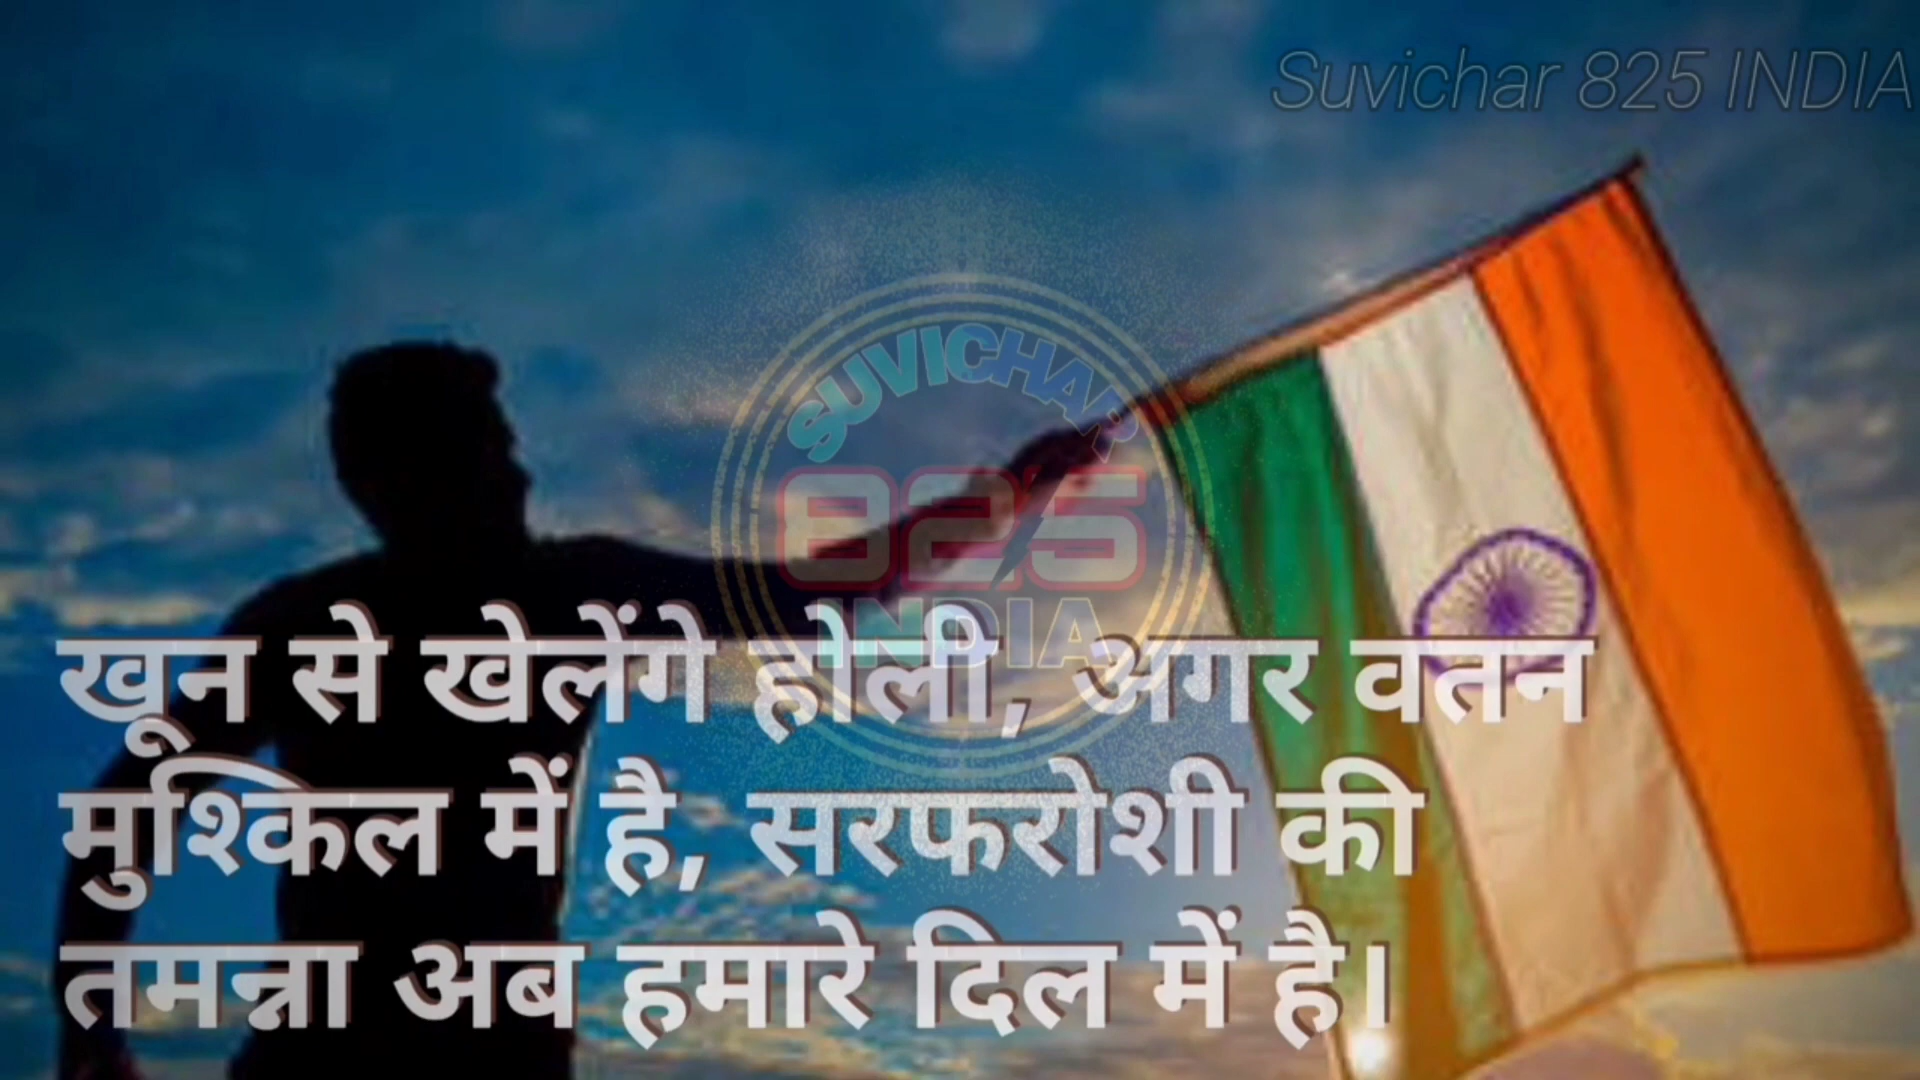 Suvichar 825 INDIA
SUVICHAR
825
INDIA
खून से खेलेंगे होली, अगर वतन
मुश्किल में है, सरफरोशी की
तमन्ना अब हमारे दिल में है।